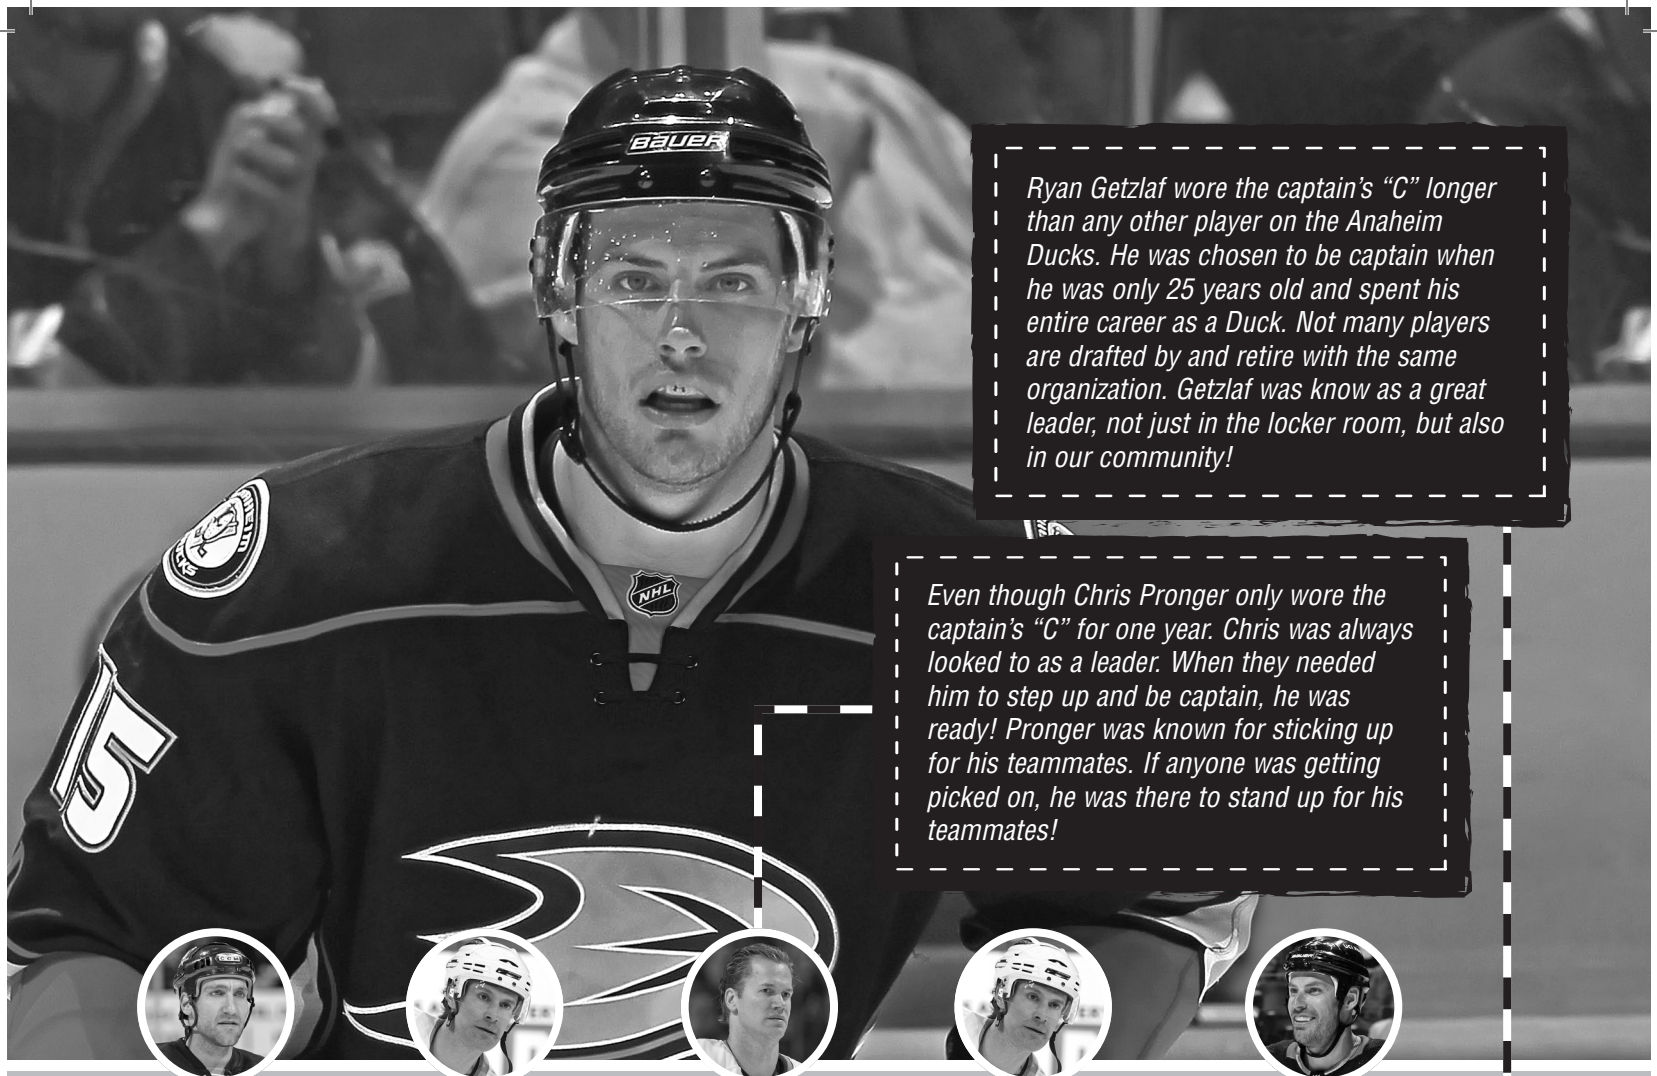 BAUER
Ryan Getzlaf wore the captain’s “C” longer
than any other player on the Anaheim
Ducks. He was chosen to be captain when
he was only 25 years old and spent his
entire career as a Duck. Not many players
are drafted by and retire with the same
organization. Getzlaf was know as a great
leader, not just in the locker room, but also
in our community!
NHL
15
Even though Chris Pronger only wore the
captain’s “C” for one year. Chris was always
looked to as a leader. When they needed
him to step up and be captain, he was
ready! Pronger was known for sticking up
for his teammates. If anyone was getting
picked on, he was there to stand up for his
teammates!